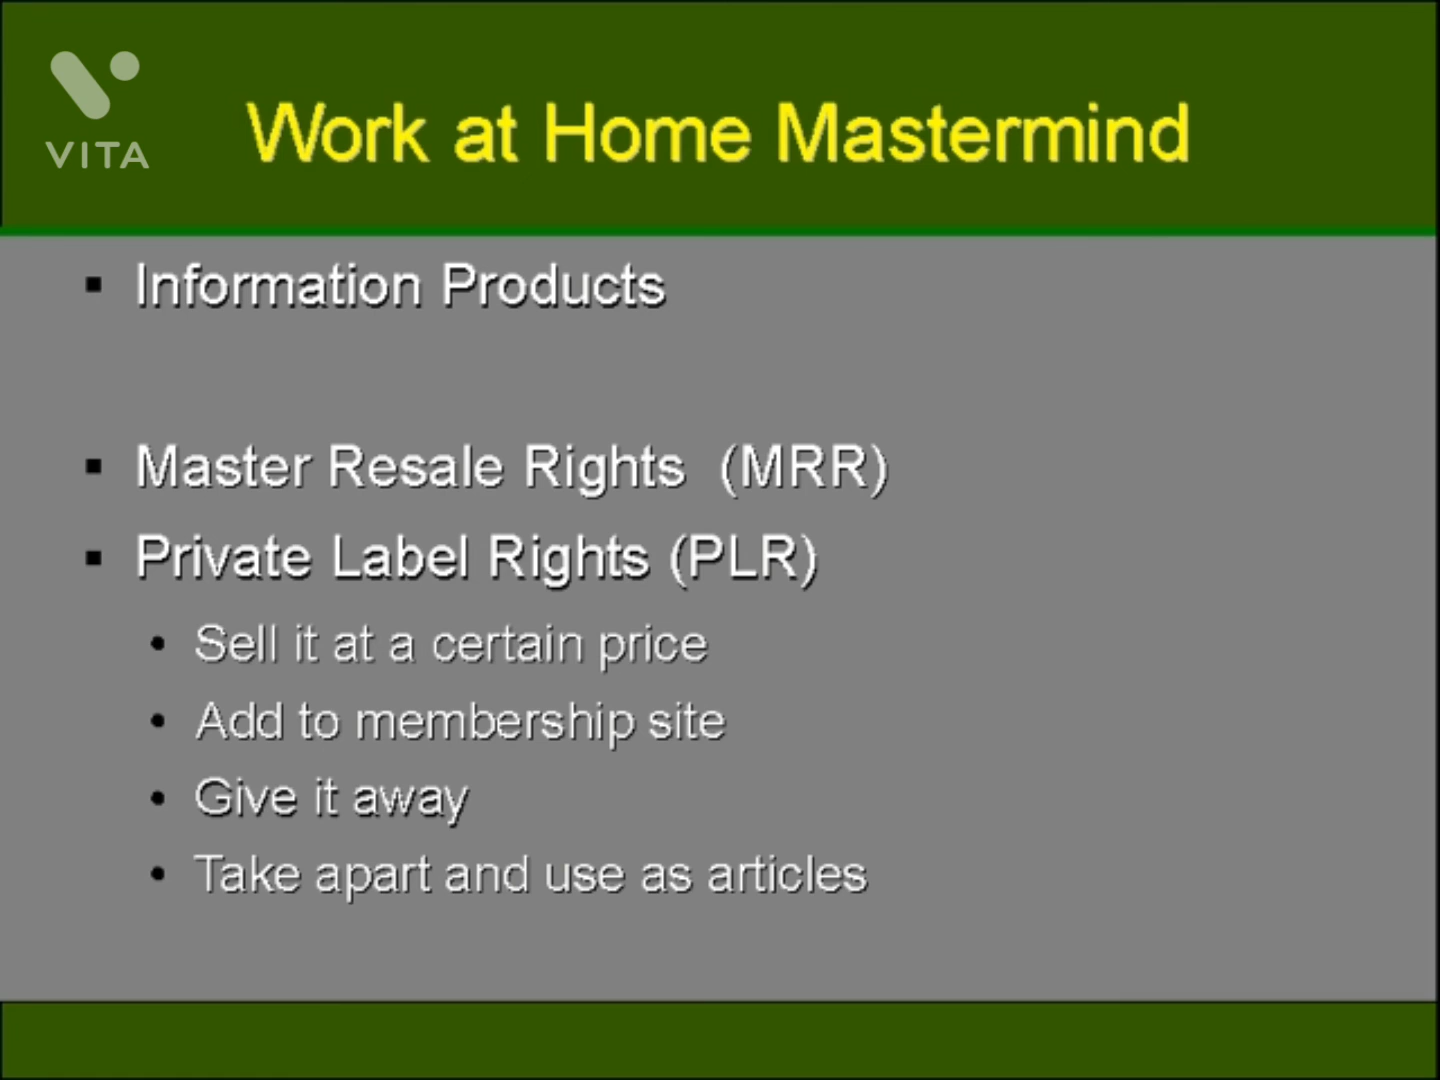 VITA
Work at Home Mastermind
Information Products
Master Resale Rights (MRR)
Private Label Rights (PLR)
Sell it at a certain price
Add to membership site
Give it away
Take apart and use as articles